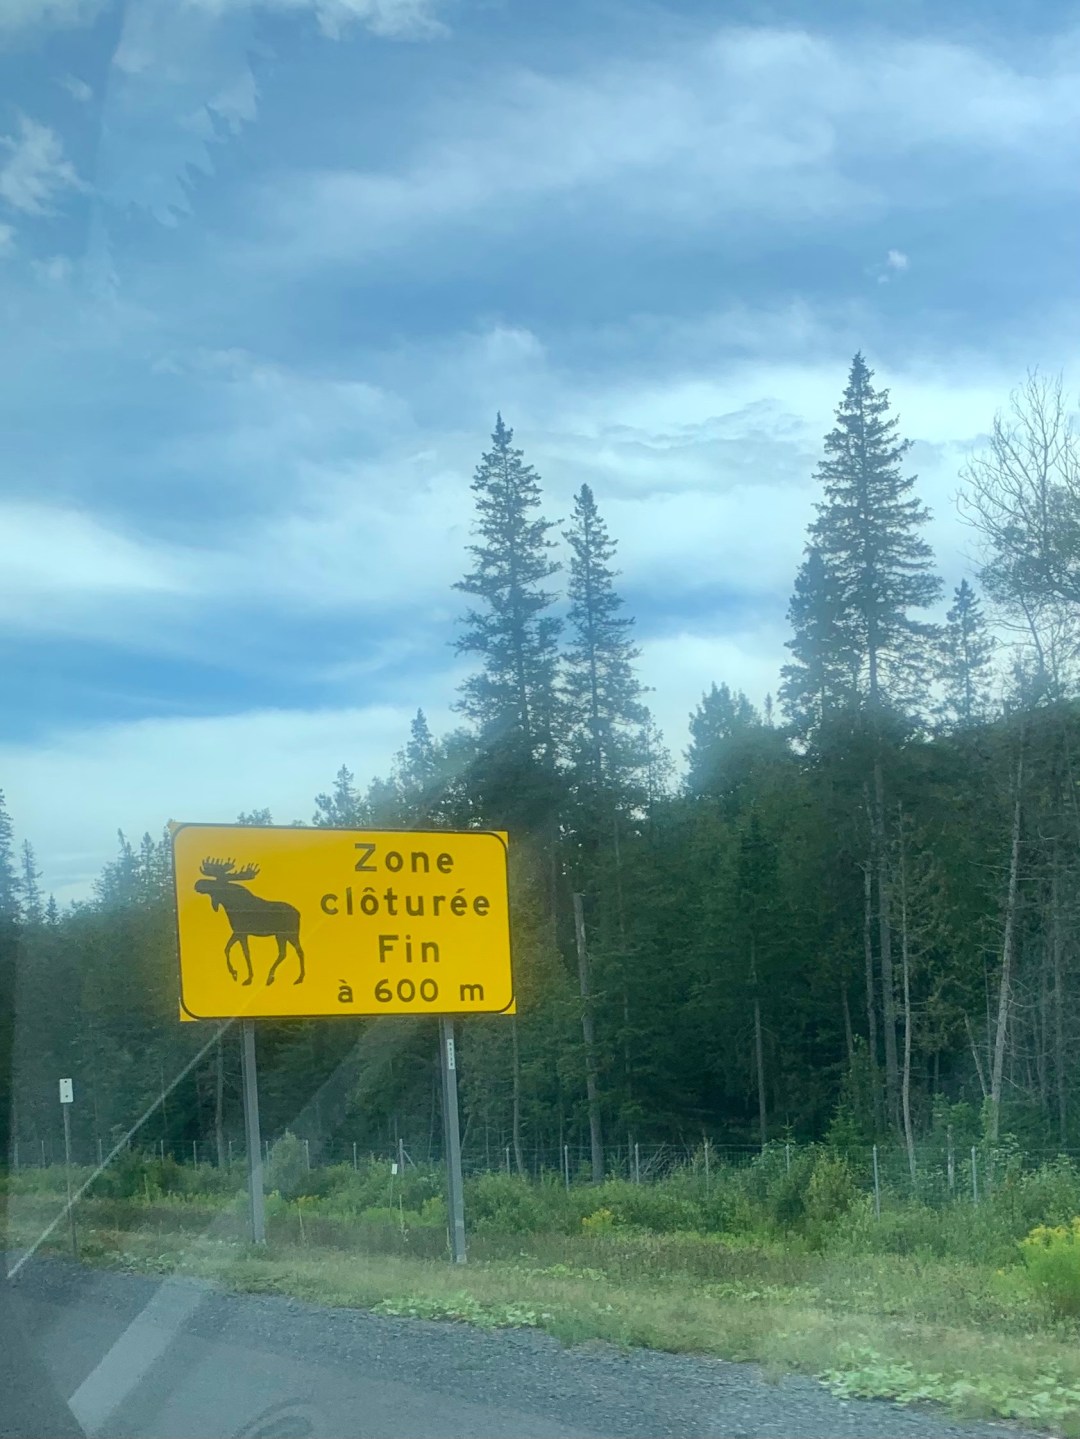 Zone
clôturée
Fin
à 600 m